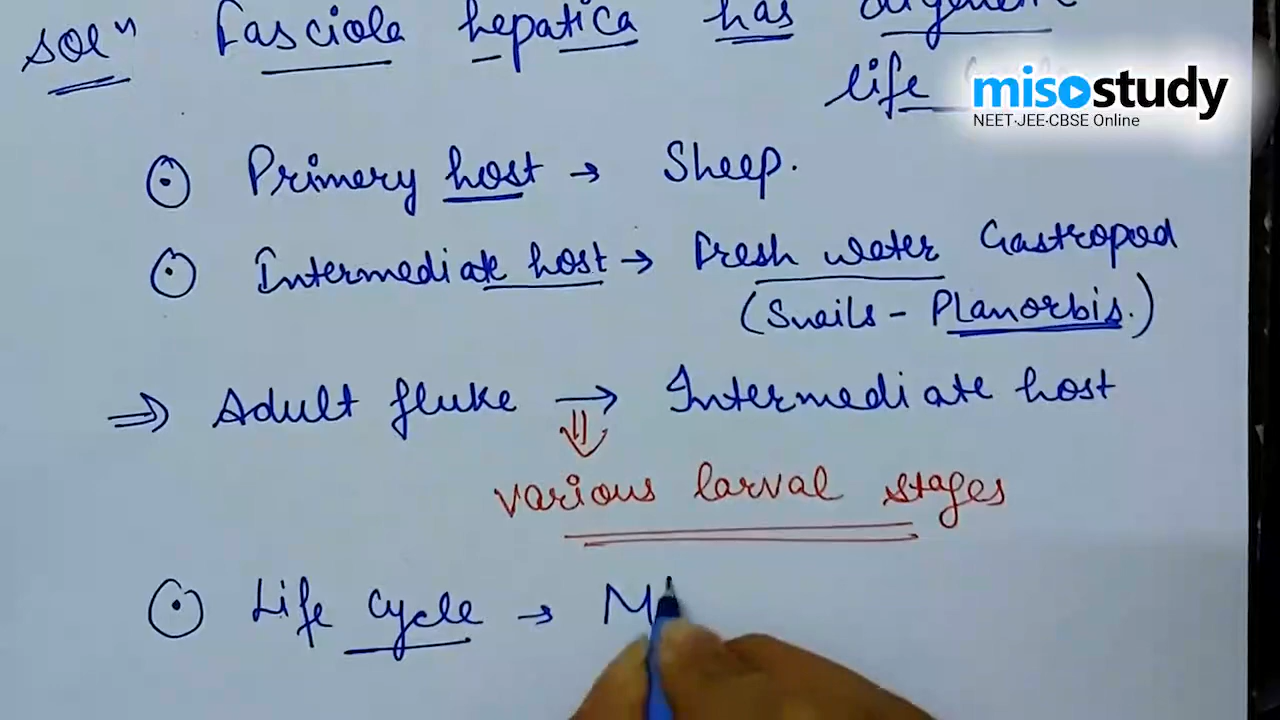 Solⁿ Fasciola hepatica has
life
misostudy
NEET·JEE·CBSE Online
Primery host → Sheep.
Intermediate host → Fresh water Gastropod
(Snails - Planorbis.)
⇒ Adult fluke → Intermediate host
⇓
various larval stages
Life cycle → M